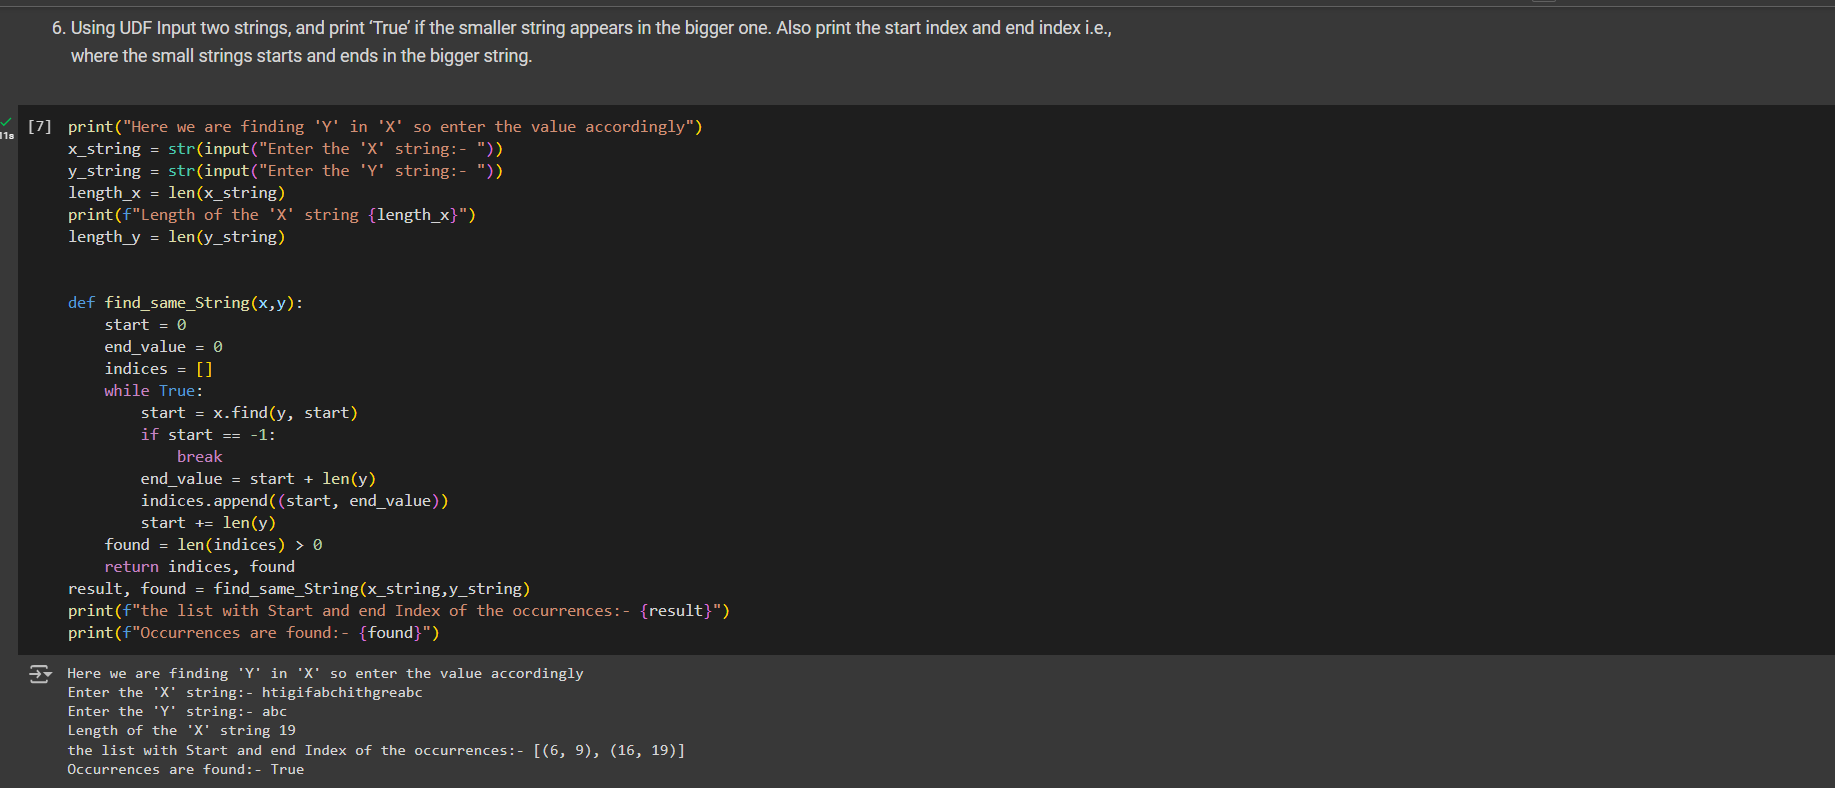 6. Using UDF Input two strings, and print ‘True’ if the smaller string appears in the bigger one. Also print the start index and end index i.e.,
where the small strings starts and ends in the bigger string.
11s
[7] print("Here we are finding 'Y' in 'X' so enter the value accordingly")
x_string = str(input("Enter the 'X' string:- "))
y_string = str(input("Enter the 'Y' string:- "))
length_x = len(x_string)
print(f"Length of the 'X' string {length_x}")
length_y = len(y_string)
def find_same_String(x,y):
    start = 0
    end_value = 0
    indices = []
    while True:
        start = x.find(y, start)
        if start == -1:
            break
        end_value = start + len(y)
        indices.append((start, end_value))
        start += len(y)
    found = len(indices) > 0
    return indices, found
result, found = find_same_String(x_string,y_string)
print(f"the list with Start and end Index of the occurrences:- {result}")
print(f"Occurrences are found:- {found}")
Here we are finding 'Y' in 'X' so enter the value accordingly
Enter the 'X' string:- htigifabchithgreabc
Enter the 'Y' string:- abc
Length of the 'X' string 19
the list with Start and end Index of the occurrences:- [(6, 9), (16, 19)]
Occurrences are found:- True